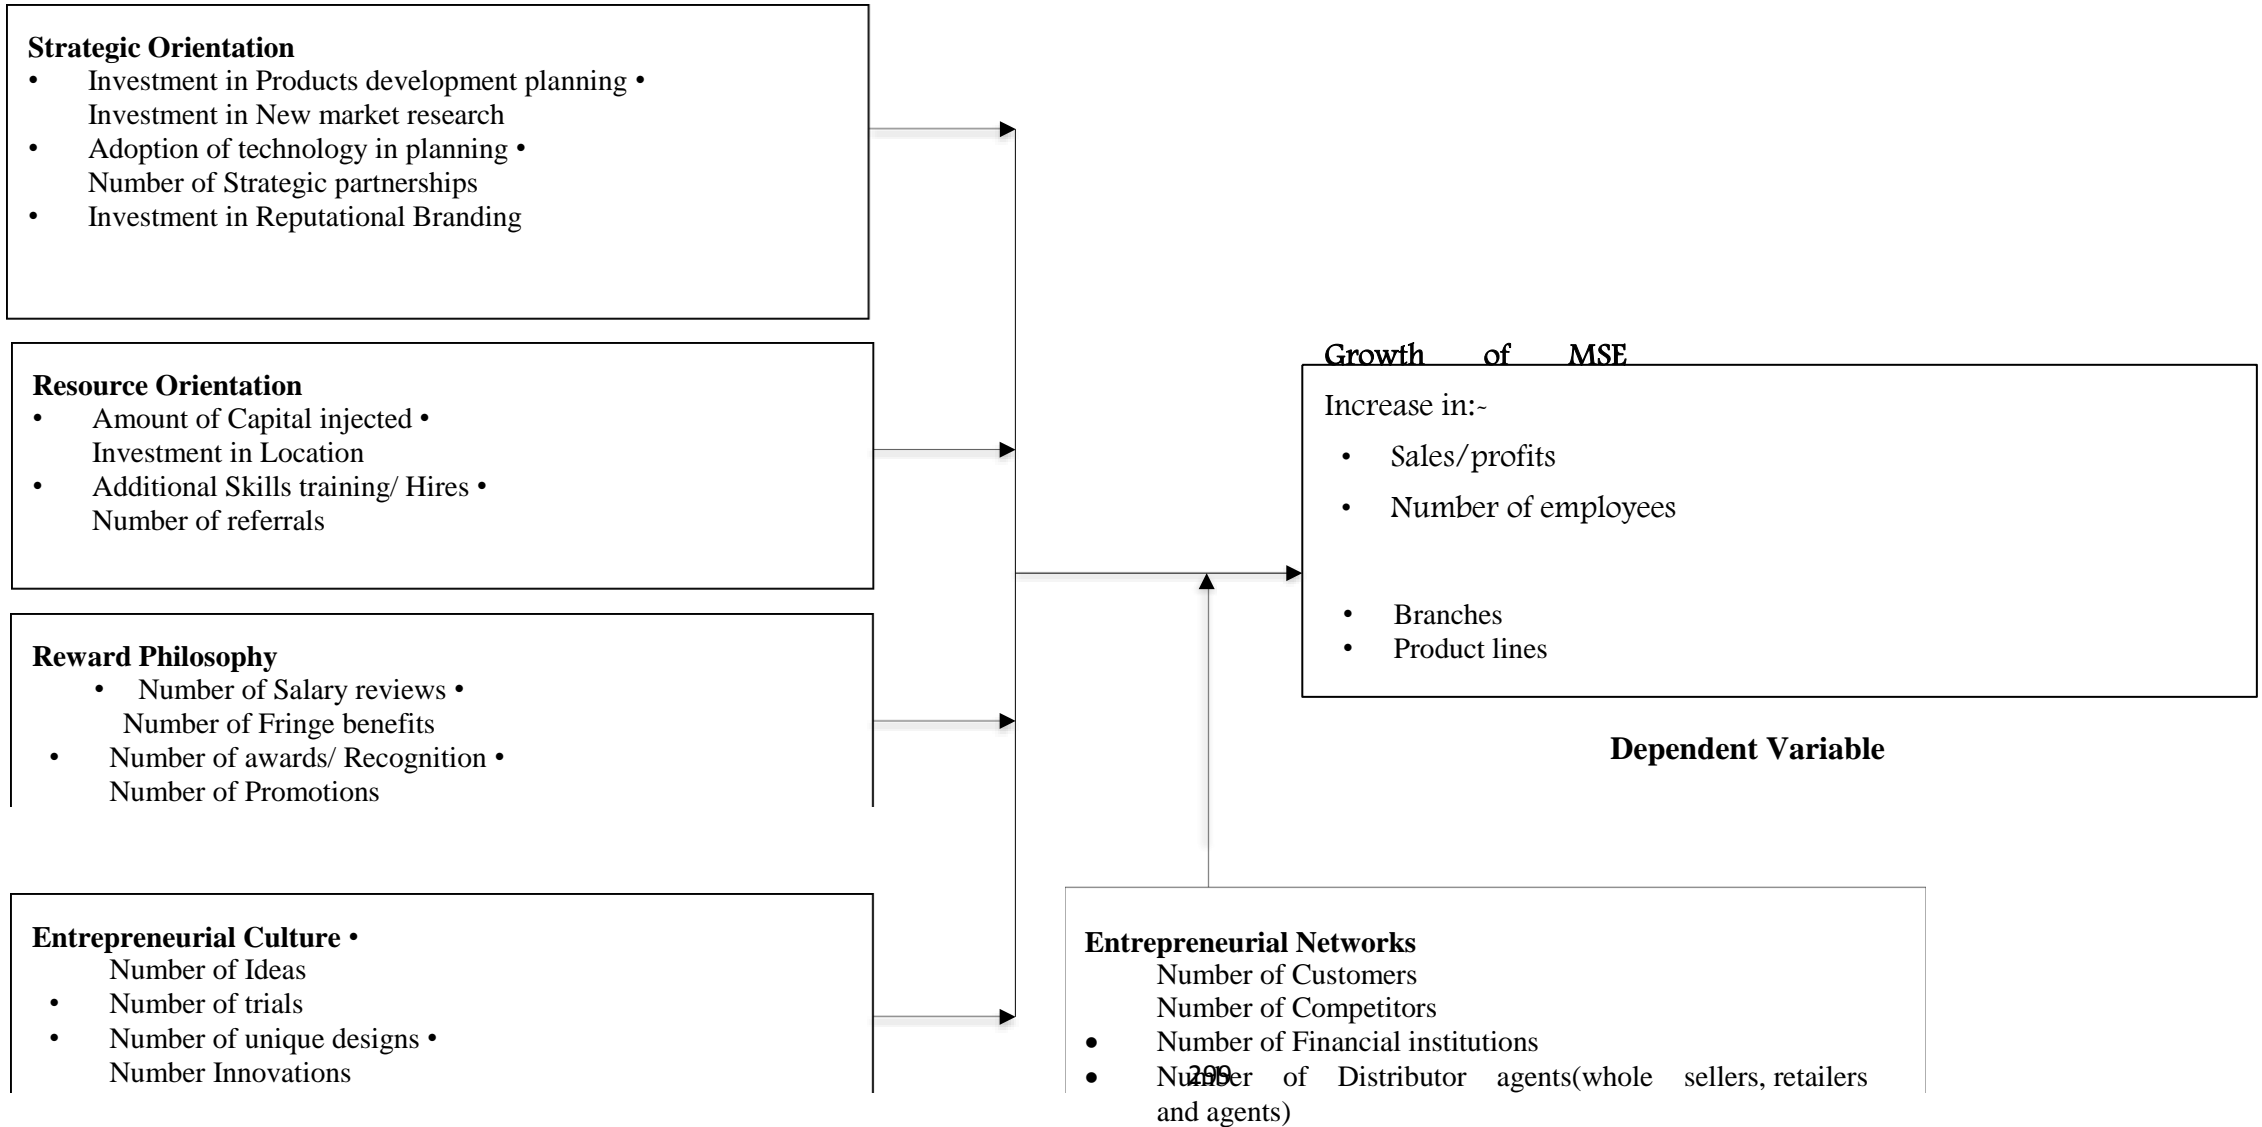 Strategic Orientation
• Investment in Products development planning •
Investment in New market research
• Adoption of technology in planning •
Number of Strategic partnerships
• Investment in Reputational Branding
Resource Orientation
• Amount of Capital injected •
Investment in Location
• Additional Skills training/ Hires •
Number of referrals
Reward Philosophy
• Number of Salary reviews •
Number of Fringe benefits
• Number of awards/ Recognition •
Number of Promotions
Entrepreneurial Culture •
Number of Ideas
• Number of trials
• Number of unique designs •
Number Innovations
Growth of MSE
Increase in:-
• Sales/profits
• Number of employees
• Branches
• Product lines
Dependent Variable
Entrepreneurial Networks
Number of Customers
Number of Competitors
• Number of Financial institutions
• Number of Distributor agents(whole sellers, retailers
and agents)
299